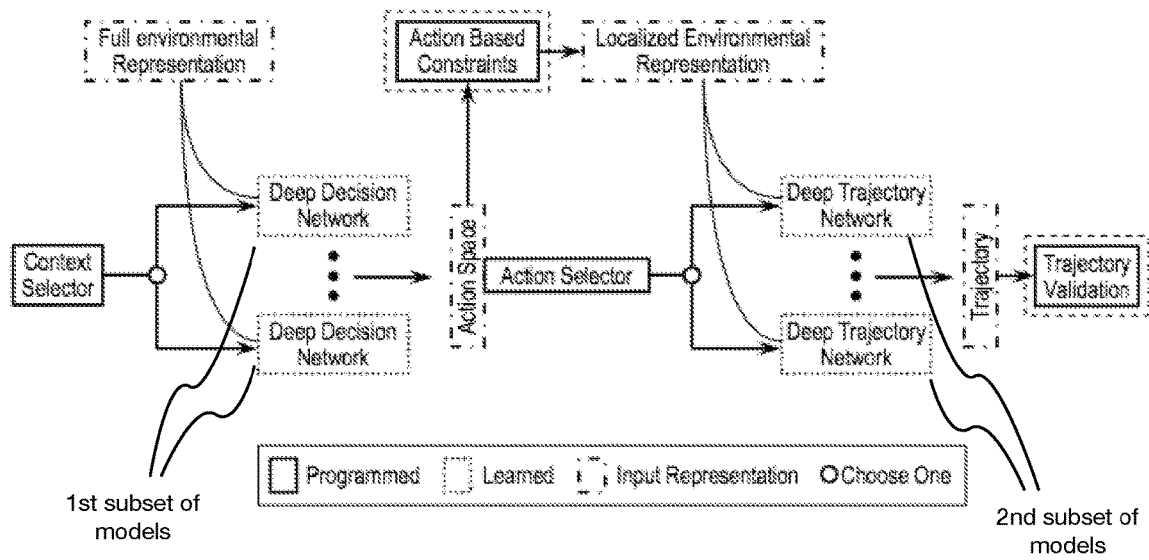 Full environmental
Representation
Action Based
Constraints
Localized Environmental
Representation
Deep Decision
Network
Deep Trajectory
Network
Context
Selector
Action Space
Action Selector
Trajectory
Trajectory
Validation
Deep Decision
Network
Deep Trajectory
Network
Programmed
Learned
Input Representation
Choose One
1st subset of
models
2nd subset of
models